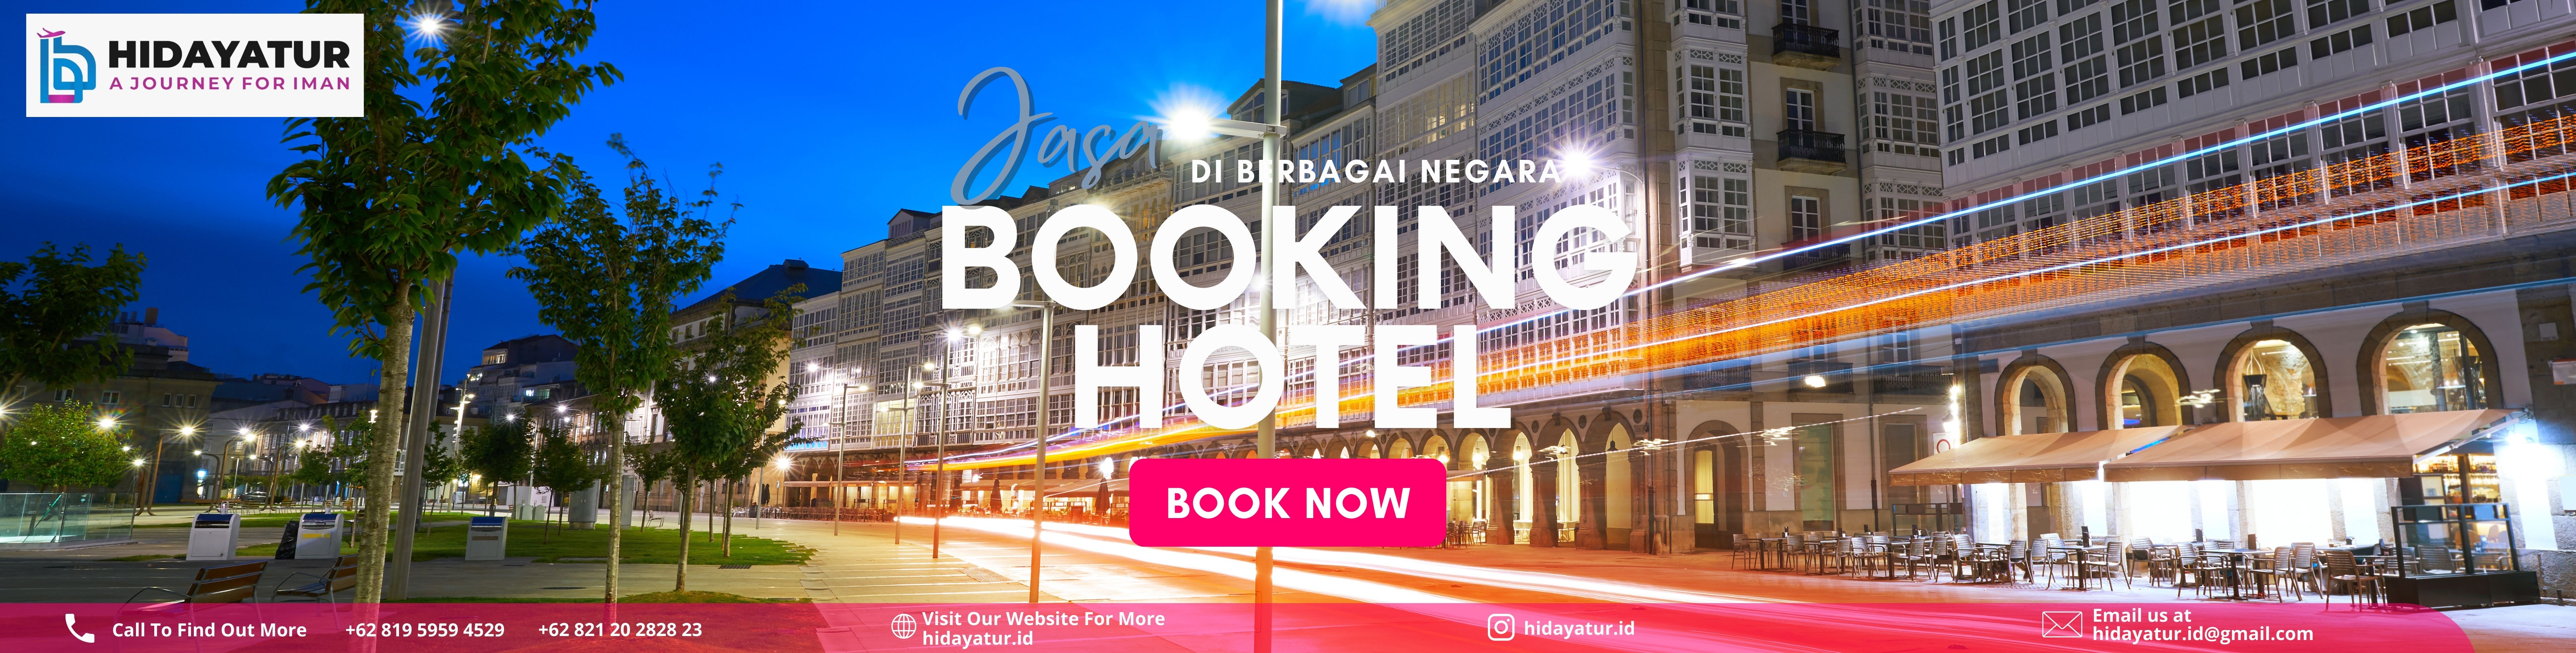 HIDAYATUR
A JOURNEY FOR IMAN
Jasa
DI BERBAGAI NEGARA
BOOKING
HOTEL
BOOK NOW
Call To Find Out More +62 819 5959 4529 +62 821 20 2828 23
Visit Our Website For More
hidayatur.id
hidayatur.id
Email us at
hidayatur.id@gmail.com